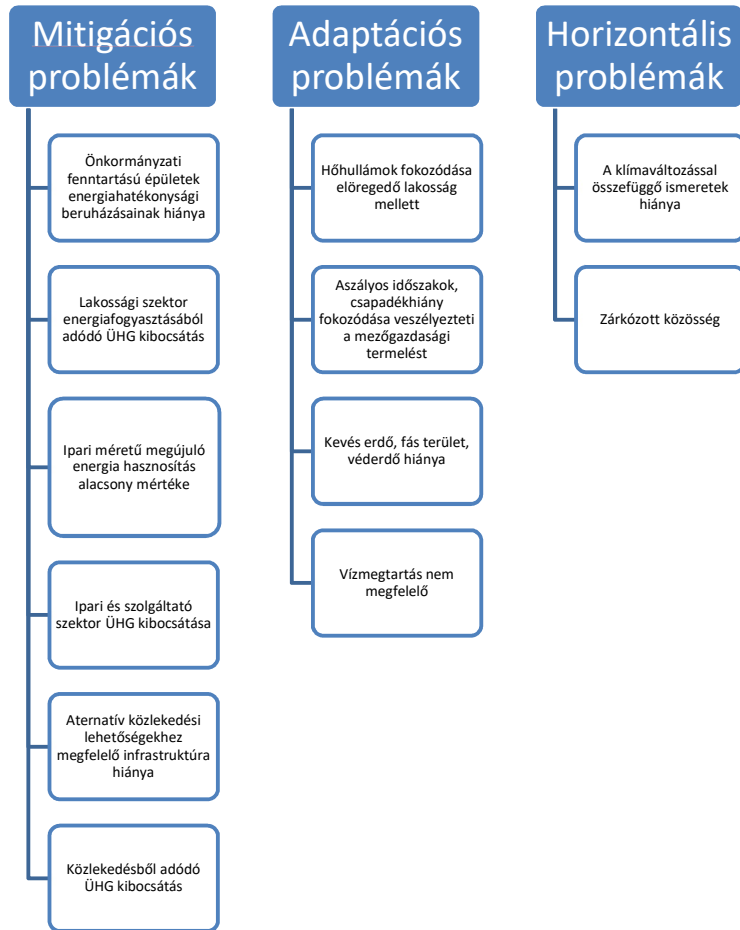 Mitigációs
problémák
Önkormányzati
fenntartású épületek
energiahatékonysági
beruházásainak hiánya
Lakossági szektor
energiafogyasztásából
adódó ÜHG kibocsátás
Ipari méretű megújuló
energia hasznosítás
alacsony mértéke
Ipari és szolgáltató
szektor ÜHG kibocsátása
Aternatív közlekedési
lehetőségekhez
megfelelő infrastruktúra
hiánya
Közlekedésből adódó
ÜHG kibocsátás
Adaptációs
problémák
Hőhullámok fokozódása
elöregedő lakosság
mellett
Aszályos időszakok,
csapadékhiány
fokozódása veszélyezteti
a mezőgazdasági
termelést
Kevés erdő, fás terület,
véderdő hiánya
Vízmegtartás nem
megfelelő
Horizontális
problémák
A klímaváltozással
összefüggő ismeretek
hiánya
Zárkózott közösség